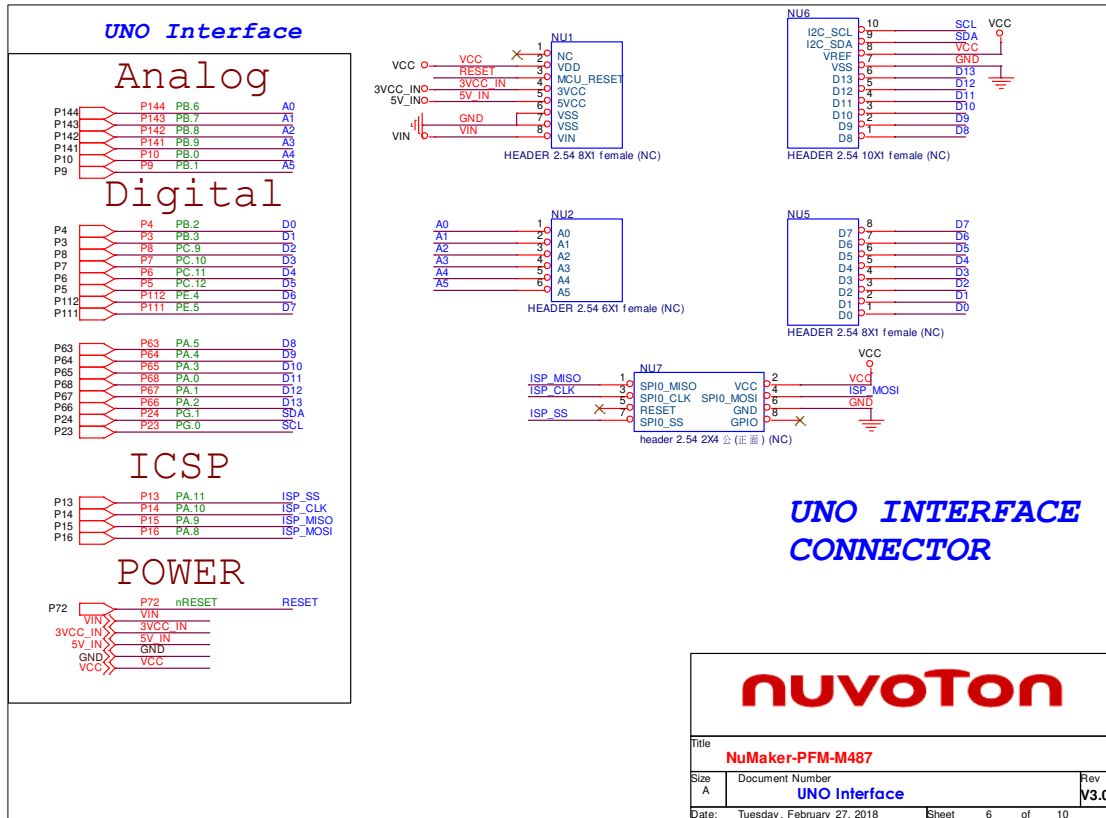 UNO Interface
Analog
P144 P144 PB.6 A0
P143 P143 PB.7 A1
P142 P142 PB.8 A2
P141 P141 PB.9 A3
P10 P10 PB.0 A4
P9 P9 PB.1 A5
Digital
P4 P4 PB.2 D0
P3 P3 PB.3 D1
P8 P8 PC.9 D2
P7 P7 PC.10 D3
P6 P6 PC.11 D4
P5 P5 PC.12 D5
P112 P112 PE.4 D6
P111 P111 PE.5 D7
P63 P63 PA.5 D8
P64 P64 PA.4 D9
P65 P65 PA.3 D10
P68 P68 PA.0 D11
P67 P67 PA.1 D12
P66 P66 PA.2 D13
P24 P24 PG.1 SDA
P23 P23 PG.0 SCL
ICSP
P13 P13 PA.11 ISP_SS
P14 P14 PA.10 ISP_CLK
P15 P15 PA.9 ISP_MISO
P16 P16 PA.8 ISP_MOSI
POWER
P72 P72 nRESET RESET
VIN VIN
3VCC_IN 3VCC_IN
5V_IN 5V_IN
GND GND
VCC VCC
NU1
1 NC
VCC VCC 2 VDD
RESET 3 MCU_RESET
3VCC_IN 3VCC_IN 4 3VCC
5V_IN 5V_IN 5 5VCC
6 VSS
GND 7 VSS
VIN VIN 8 VIN
HEADER 2.54 8X1 female (NC)
NU6
VCC
I2C_SCL 10 SCL
I2C_SDA 9 SDA
VREF 8 VCC
VSS 7 GND
D13 6 D13
D12 5 D12
D11 4 D11
D10 3 D10
D9 2 D9
D8 1 D8
HEADER 2.54 10X1 female (NC)
NU2
A0 1 A0
A1 2 A1
A2 3 A2
A3 4 A3
A4 5 A4
A5 6 A5
HEADER 2.54 6X1 female (NC)
NU5
D7 8 D7
D6 7 D6
D5 6 D5
D4 5 D4
D3 4 D3
D2 3 D2
D1 2 D1
D0 1 D0
HEADER 2.54 8X1 female (NC)
NU7
VCC
ISP_MISO 1 SPI0_MISO VCC 2 VCC
ISP_CLK 3 SPI0_CLK SPI0_MOSI 4 ISP_MOSI
5 RESET GND 6 GND
ISP_SS 7 SPI0_SS GPIO 8
header 2.54 2X4 公 (正面) (NC)
UNO INTERFACE
CONNECTOR
nuvoTon
Title
NuMaker-PFM-M487
Size Document Number Rev
A UNO Interface V3.0
Date: Tuesday, February 27, 2018 Sheet 6 of 10